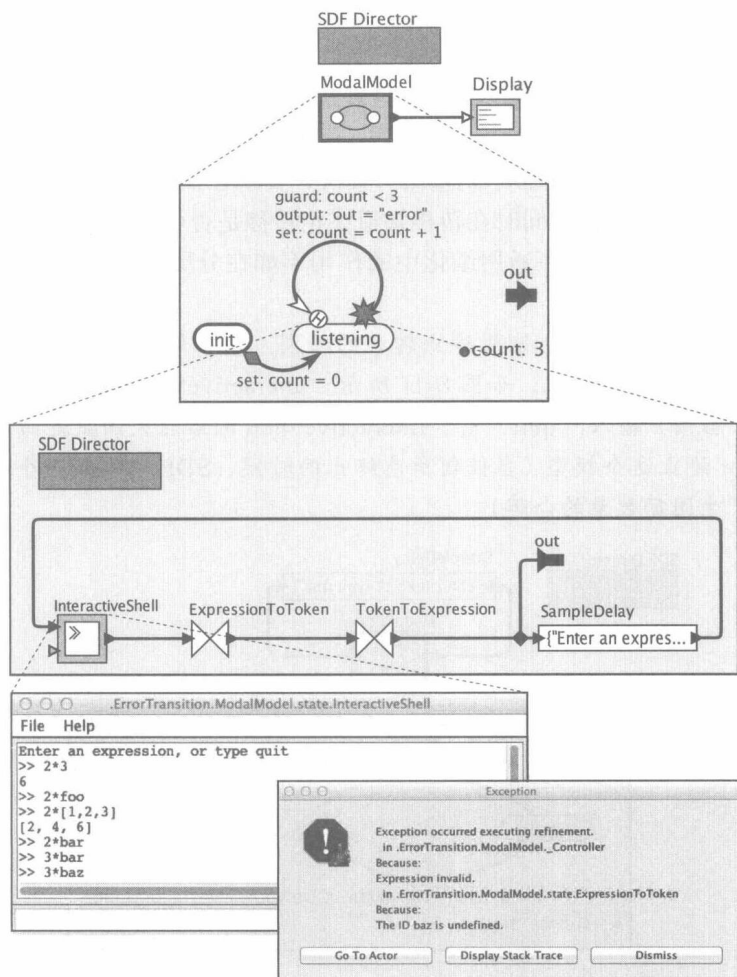 SDF Director
ModalModel
Display
guard: count < 3
output: out = "error"
set: count = count + 1
out
init
listening
count: 3
set: count = 0
SDF Director
out
InteractiveShell
ExpressionToToken
TokenToExpression
SampleDelay
{"Enter an expres...
.ErrorTransition.ModalModel.state.InteractiveShell
File Help
Enter an expression, or type quit
>> 2*3
6
>> 2*foo
>> 2*[1,2,3]
[2, 4, 6]
>> 2*bar
>> 3*bar
>> 3*baz
Exception
Exception occurred executing refinement.
in .ErrorTransition.ModalModel._Controller
Because:
Expression invalid.
in .ErrorTransition.ModalModel.state.ExpressionToToken
Because:
The ID baz is undefined.
Go To Actor
Display Stack Trace
Dismiss